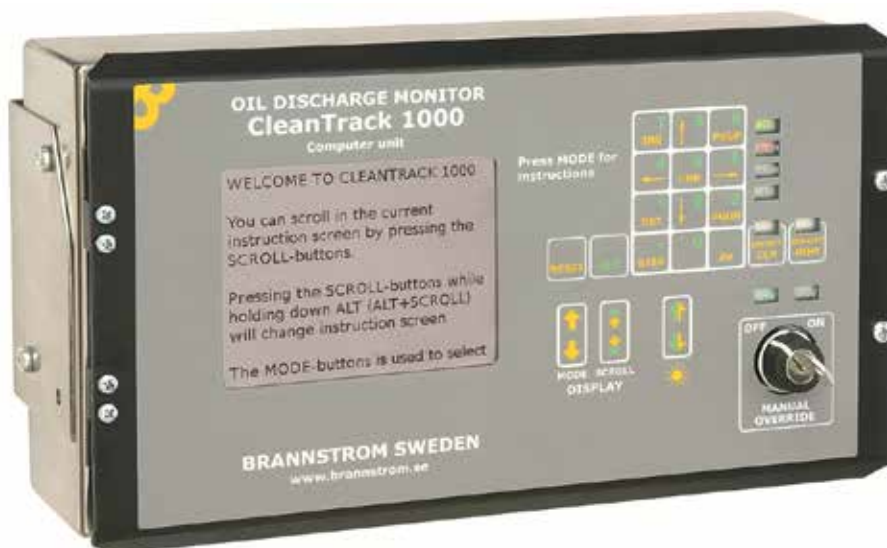 OIL DISCHARGE MONITOR
CleanTrack 1000
Computer unit
WELCOME TO CLEANTRACK 1000
You can scroll in the current
instruction screen by pressing the
SCROLL-buttons.
Pressing the SCROLL-buttons while
holding down ALT (ALT+SCROLL)
will change instruction screen
The MODE-buttons is used to select
BRANNSTROM SWEDEN
www.brannstrom.se
Press MODE for
instructions
PGUP
PGDN
RESET
MODE
SCROLL
DISPLAY
OFF
ON
MANUAL
OVERRIDE